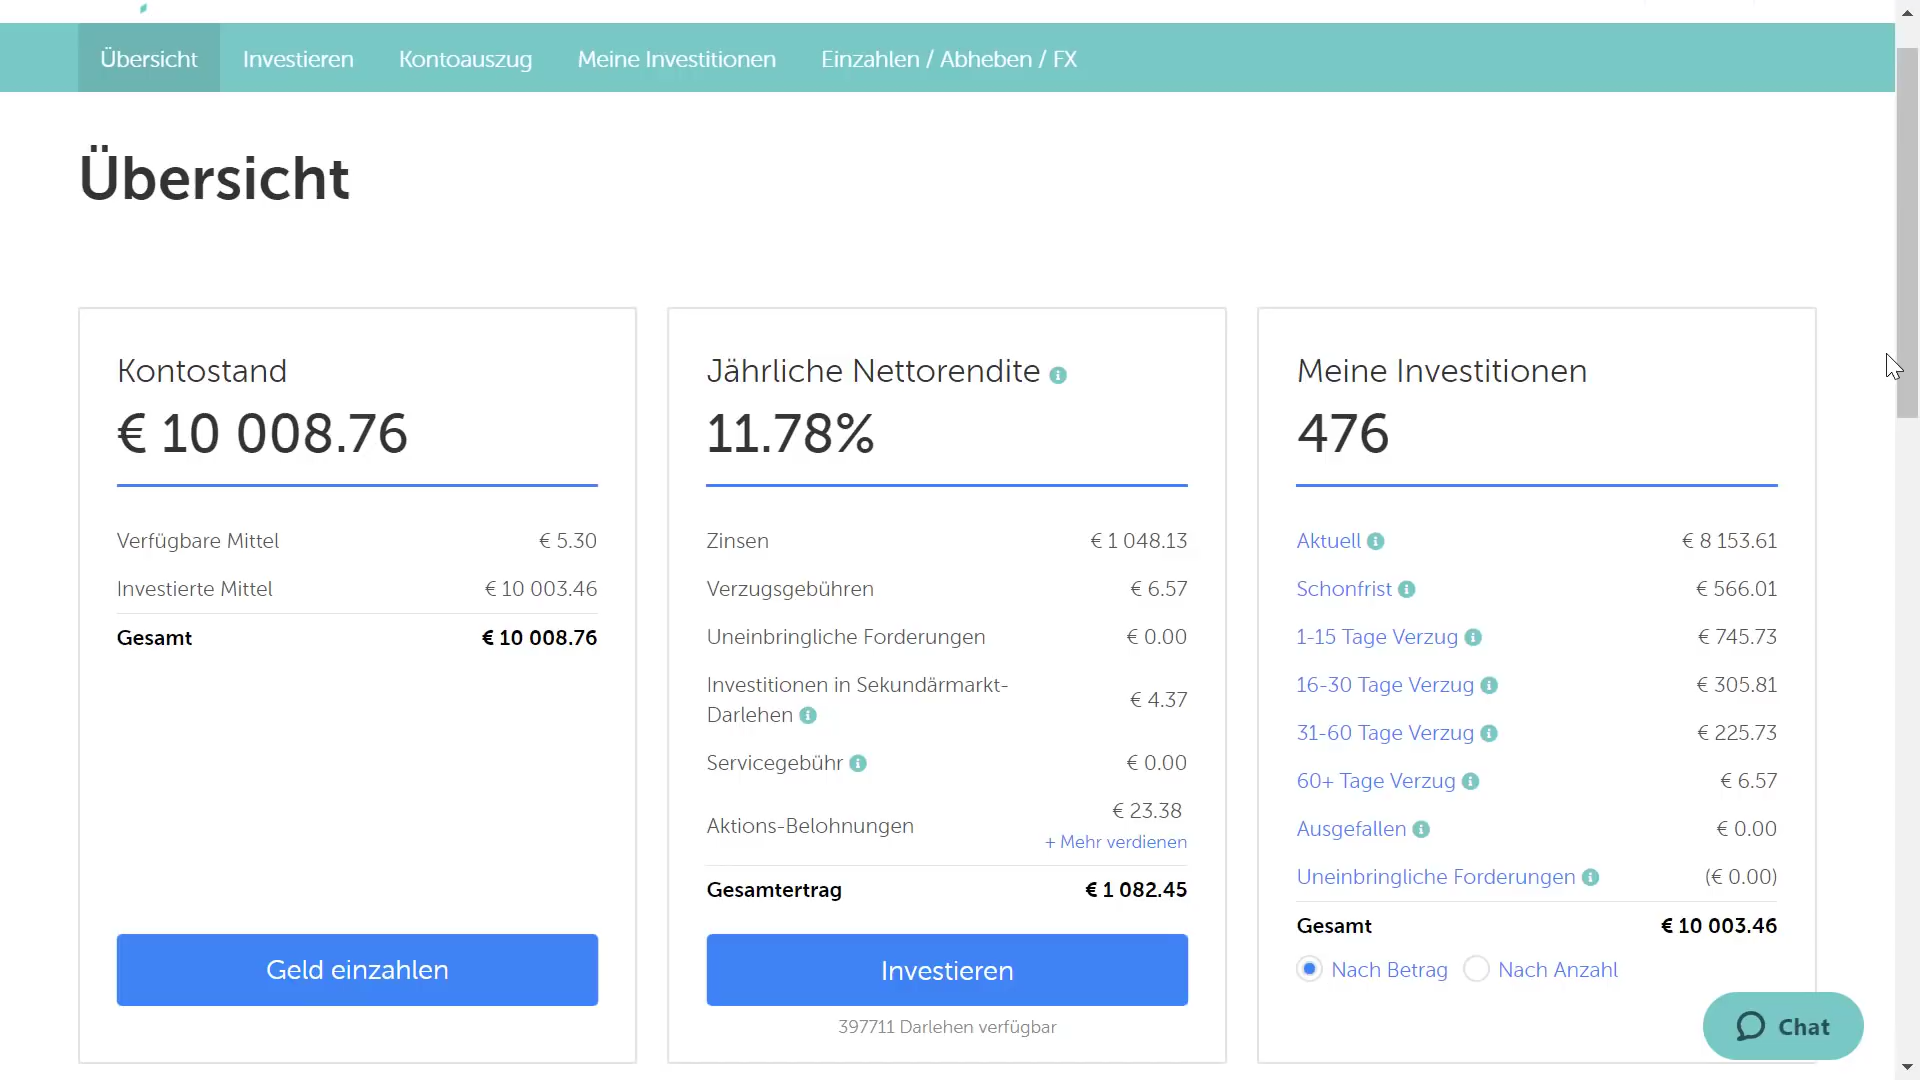 Übersicht Investieren Kontoauszug Meine Investitionen Einzahlen / Abheben / FX
Übersicht
Kontostand
€ 10 008.76
Verfügbare Mittel € 5.30
Investierte Mittel € 10 003.46
Gesamt € 10 008.76
Geld einzahlen
Jährliche Nettorendite
11.78%
Zinsen € 1 048.13
Verzugsgebühren € 6.57
Uneinbringliche Forderungen € 0.00
Investitionen in Sekundärmarkt-
Darlehen € 4.37
Servicegebühr € 0.00
Aktions-Belohnungen € 23.38
+ Mehr verdienen
Gesamtertrag € 1 082.45
Investieren
397711 Darlehen verfügbar
Meine Investitionen
476
Aktuell € 8 153.61
Schonfrist € 566.01
1-15 Tage Verzug € 745.73
16-30 Tage Verzug € 305.81
31-60 Tage Verzug € 225.73
60+ Tage Verzug € 6.57
Ausgefallen € 0.00
Uneinbringliche Forderungen (€ 0.00)
Gesamt € 10 003.46
Nach Betrag Nach Anzahl
Chat